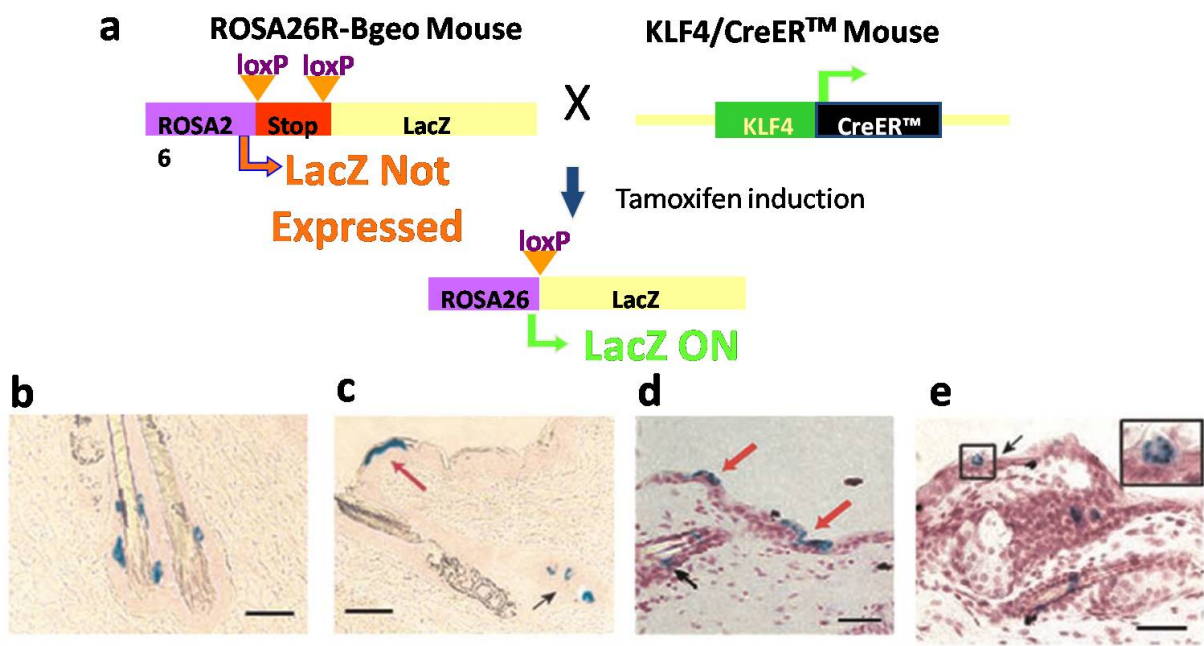 a
ROSA26R-Bgeo Mouse
KLF4/CreER™ Mouse
loxP loxP
ROSA2
6
Stop
LacZ
X
KLF4
CreER™
LacZ Not
Expressed
Tamoxifen induction
loxP
ROSA26
LacZ
LacZ ON
b
c
d
e